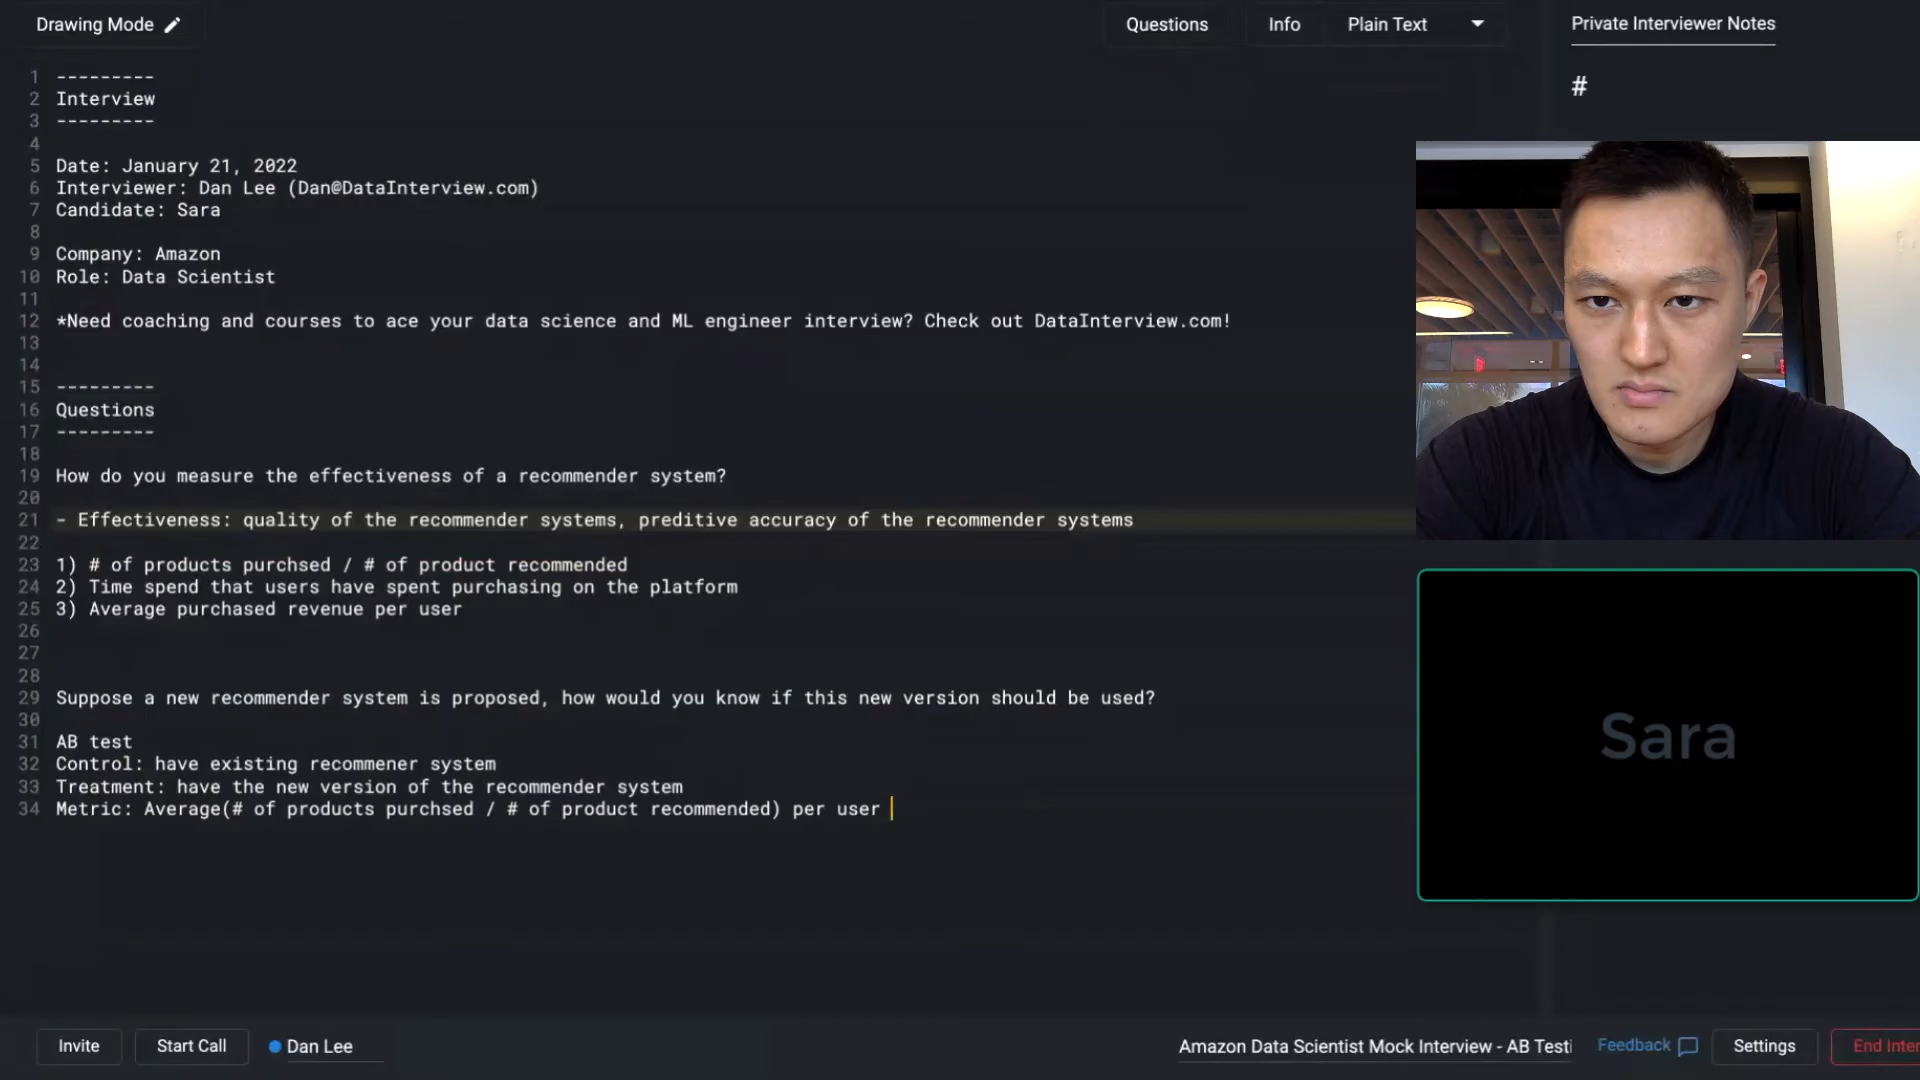 Drawing Mode
Questions
Info
Plain Text
Private Interviewer Notes
#
1 ---------
2 Interview
3 ---------
4
5 Date: January 21, 2022
6 Interviewer: Dan Lee (Dan@DataInterview.com)
7 Candidate: Sara
8
9 Company: Amazon
10 Role: Data Scientist
11
12 *Need coaching and courses to ace your data science and ML engineer interview? Check out DataInterview.com!
13
14
15 ---------
16 Questions
17 ---------
18
19 How do you measure the effectiveness of a recommender system?
20
21 - Effectiveness: quality of the recommender systems, preditive accuracy of the recommender systems
22
23 1) # of products purchsed / # of product recommended
24 2) Time spend that users have spent purchasing on the platform
25 3) Average purchased revenue per user
26
27
28
29 Suppose a new recommender system is proposed, how would you know if this new version should be used?
30
31 AB test
32 Control: have existing recommener system
33 Treatment: have the new version of the recommender system
34 Metric: Average(# of products purchsed / # of product recommended) per user
Sara
Invite
Start Call
Dan Lee
Amazon Data Scientist Mock Interview - AB Testi
Feedback
Settings
End Inter